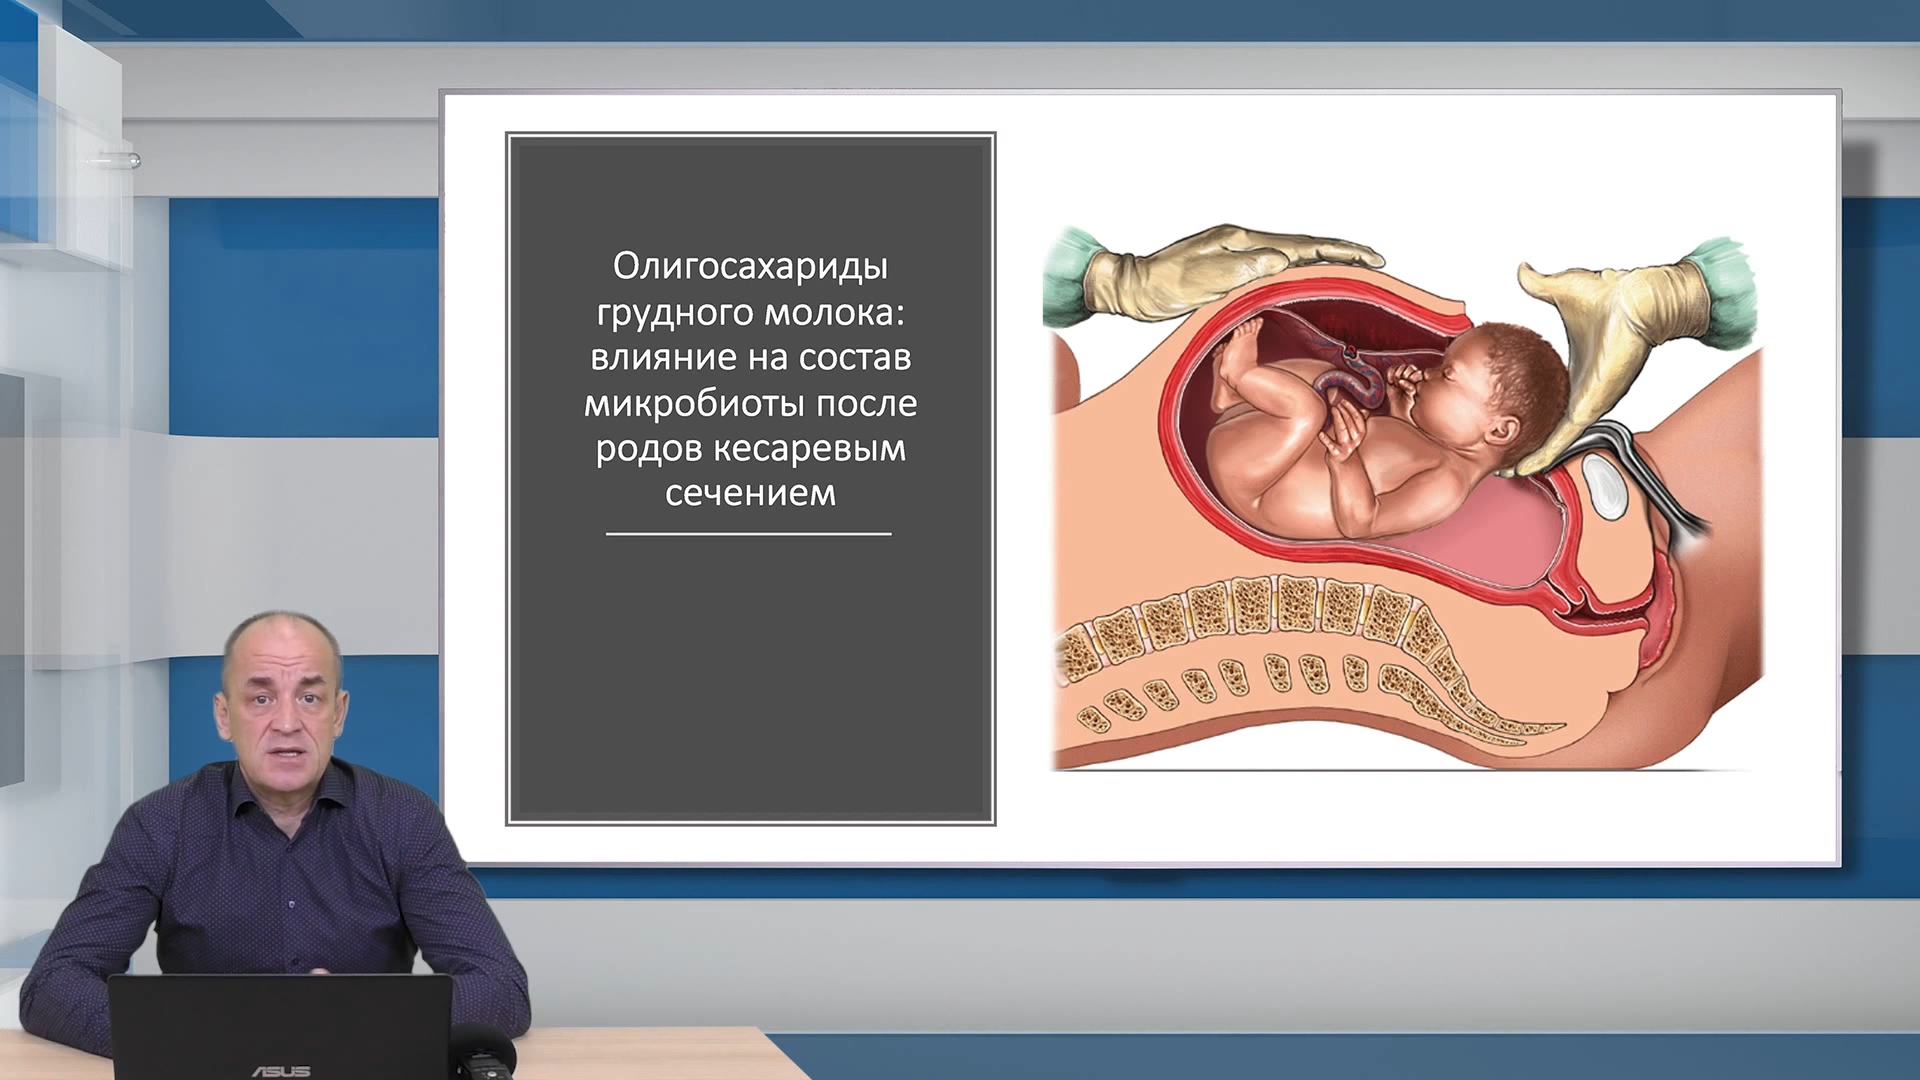 Олигосахариды
грудного молока:
влияние на состав
микробиоты после
родов кесаревым
сечением
ASUS